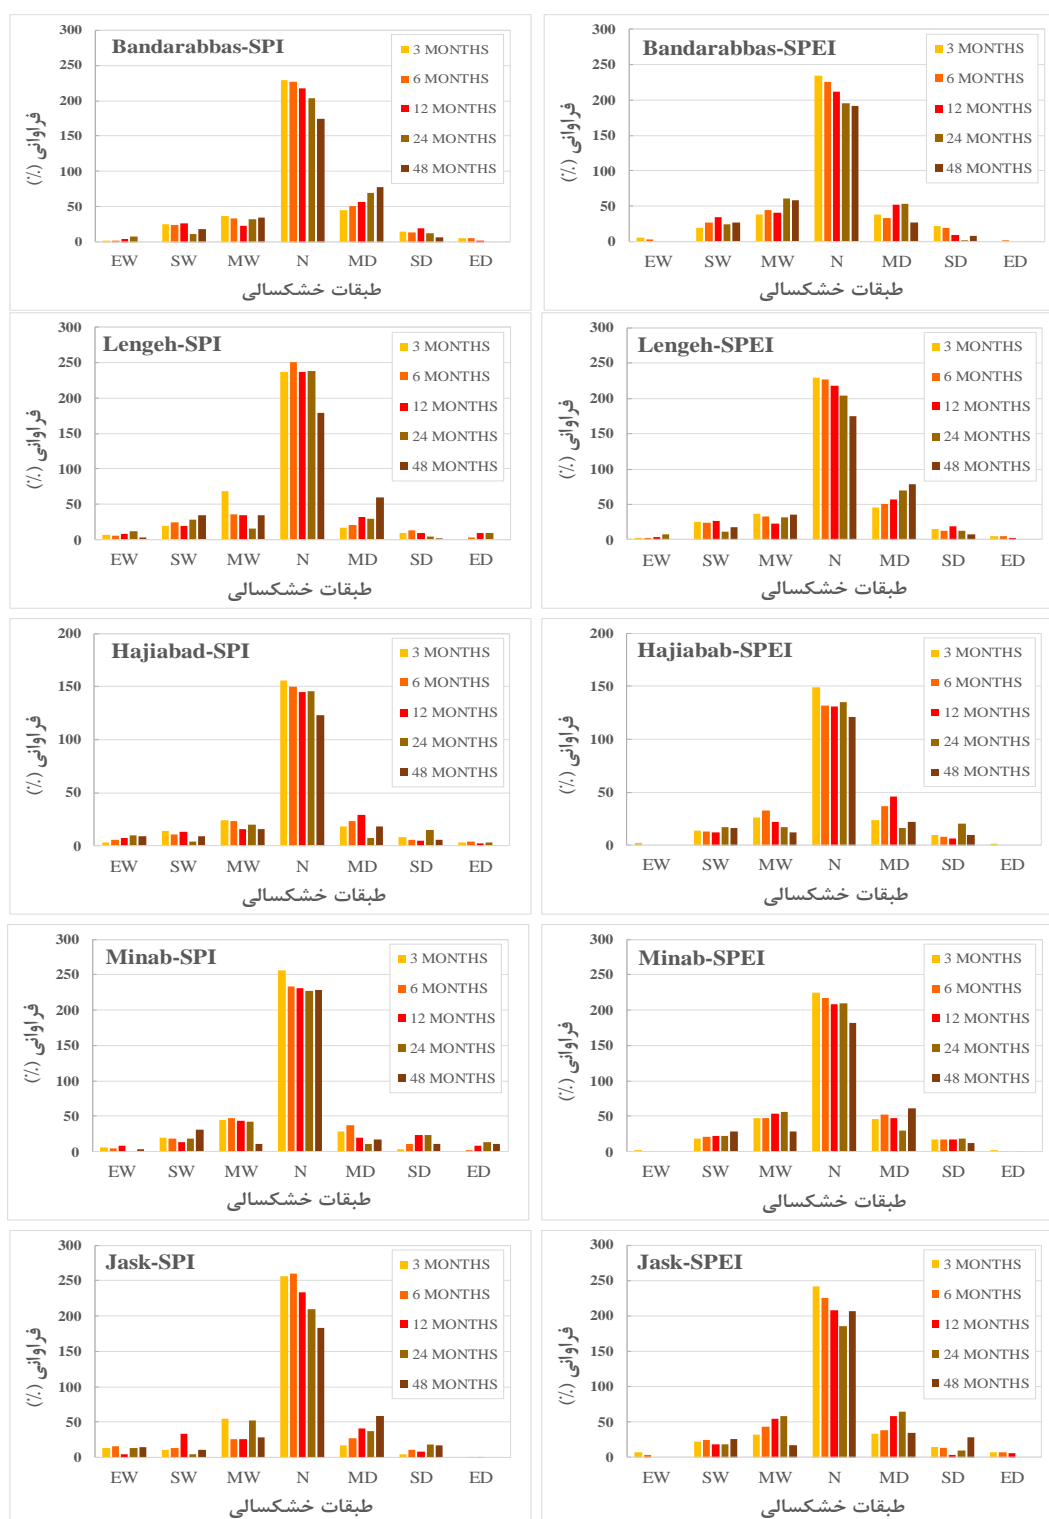 Bandarabbas-SPI
3 MONTHS
6 MONTHS
12 MONTHS
24 MONTHS
48 MONTHS
300
250
200
150
100
50
0
فراوانی (٪)
EW SW MW N MD SD ED
طبقات خشکسالی
Bandarabbas-SPEI
3 MONTHS
6 MONTHS
12 MONTHS
24 MONTHS
48 MONTHS
300
250
200
150
100
50
0
فراوانی (٪)
EW SW MW N MD SD ED
طبقات خشکسالی
Lengeh-SPI
3 MONTHS
6 MONTHS
12 MONTHS
24 MONTHS
48 MONTHS
300
250
200
150
100
50
0
فراوانی (٪)
EW SW MW N MD SD ED
طبقات خشکسالی
Lengeh-SPEI
3 MONTHS
6 MONTHS
12 MONTHS
24 MONTHS
48 MONTHS
300
250
200
150
100
50
0
فراوانی (٪)
EW SW MW N MD SD ED
طبقات خشکسالی
Hajiabad-SPI
3 MONTHS
6 MONTHS
12 MONTHS
24 MONTHS
48 MONTHS
200
150
100
50
0
فراوانی (٪)
EW SW MW N MD SD ED
طبقات خشکسالی
Hajiabab-SPEI
3 MONTHS
6 MONTHS
12 MONTHS
24 MONTHS
48 MONTHS
200
150
100
50
0
فراوانی (٪)
EW SW MW N MD SD ED
طبقات خشکسالی
Minab-SPI
3 MONTHS
6 MONTHS
12 MONTHS
24 MONTHS
48 MONTHS
300
250
200
150
100
50
0
فراوانی (٪)
EW SW MW N MD SD ED
طبقات خشکسالی
Minab-SPEI
3 MONTHS
6 MONTHS
12 MONTHS
24 MONTHS
48 MONTHS
300
250
200
150
100
50
0
فراوانی (٪)
EW SW MW N MD SD ED
طبقات خشکسالی
Jask-SPI
3 MONTHS
6 MONTHS
12 MONTHS
24 MONTHS
48 MONTHS
300
250
200
150
100
50
0
فراوانی (٪)
EW SW MW N MD SD ED
طبقات خشکسالی
Jask-SPEI
3 MONTHS
6 MONTHS
12 MONTHS
24 MONTHS
48 MONTHS
300
250
200
150
100
50
0
فراوانی (٪)
EW SW MW N MD SD ED
طبقات خشکسالی